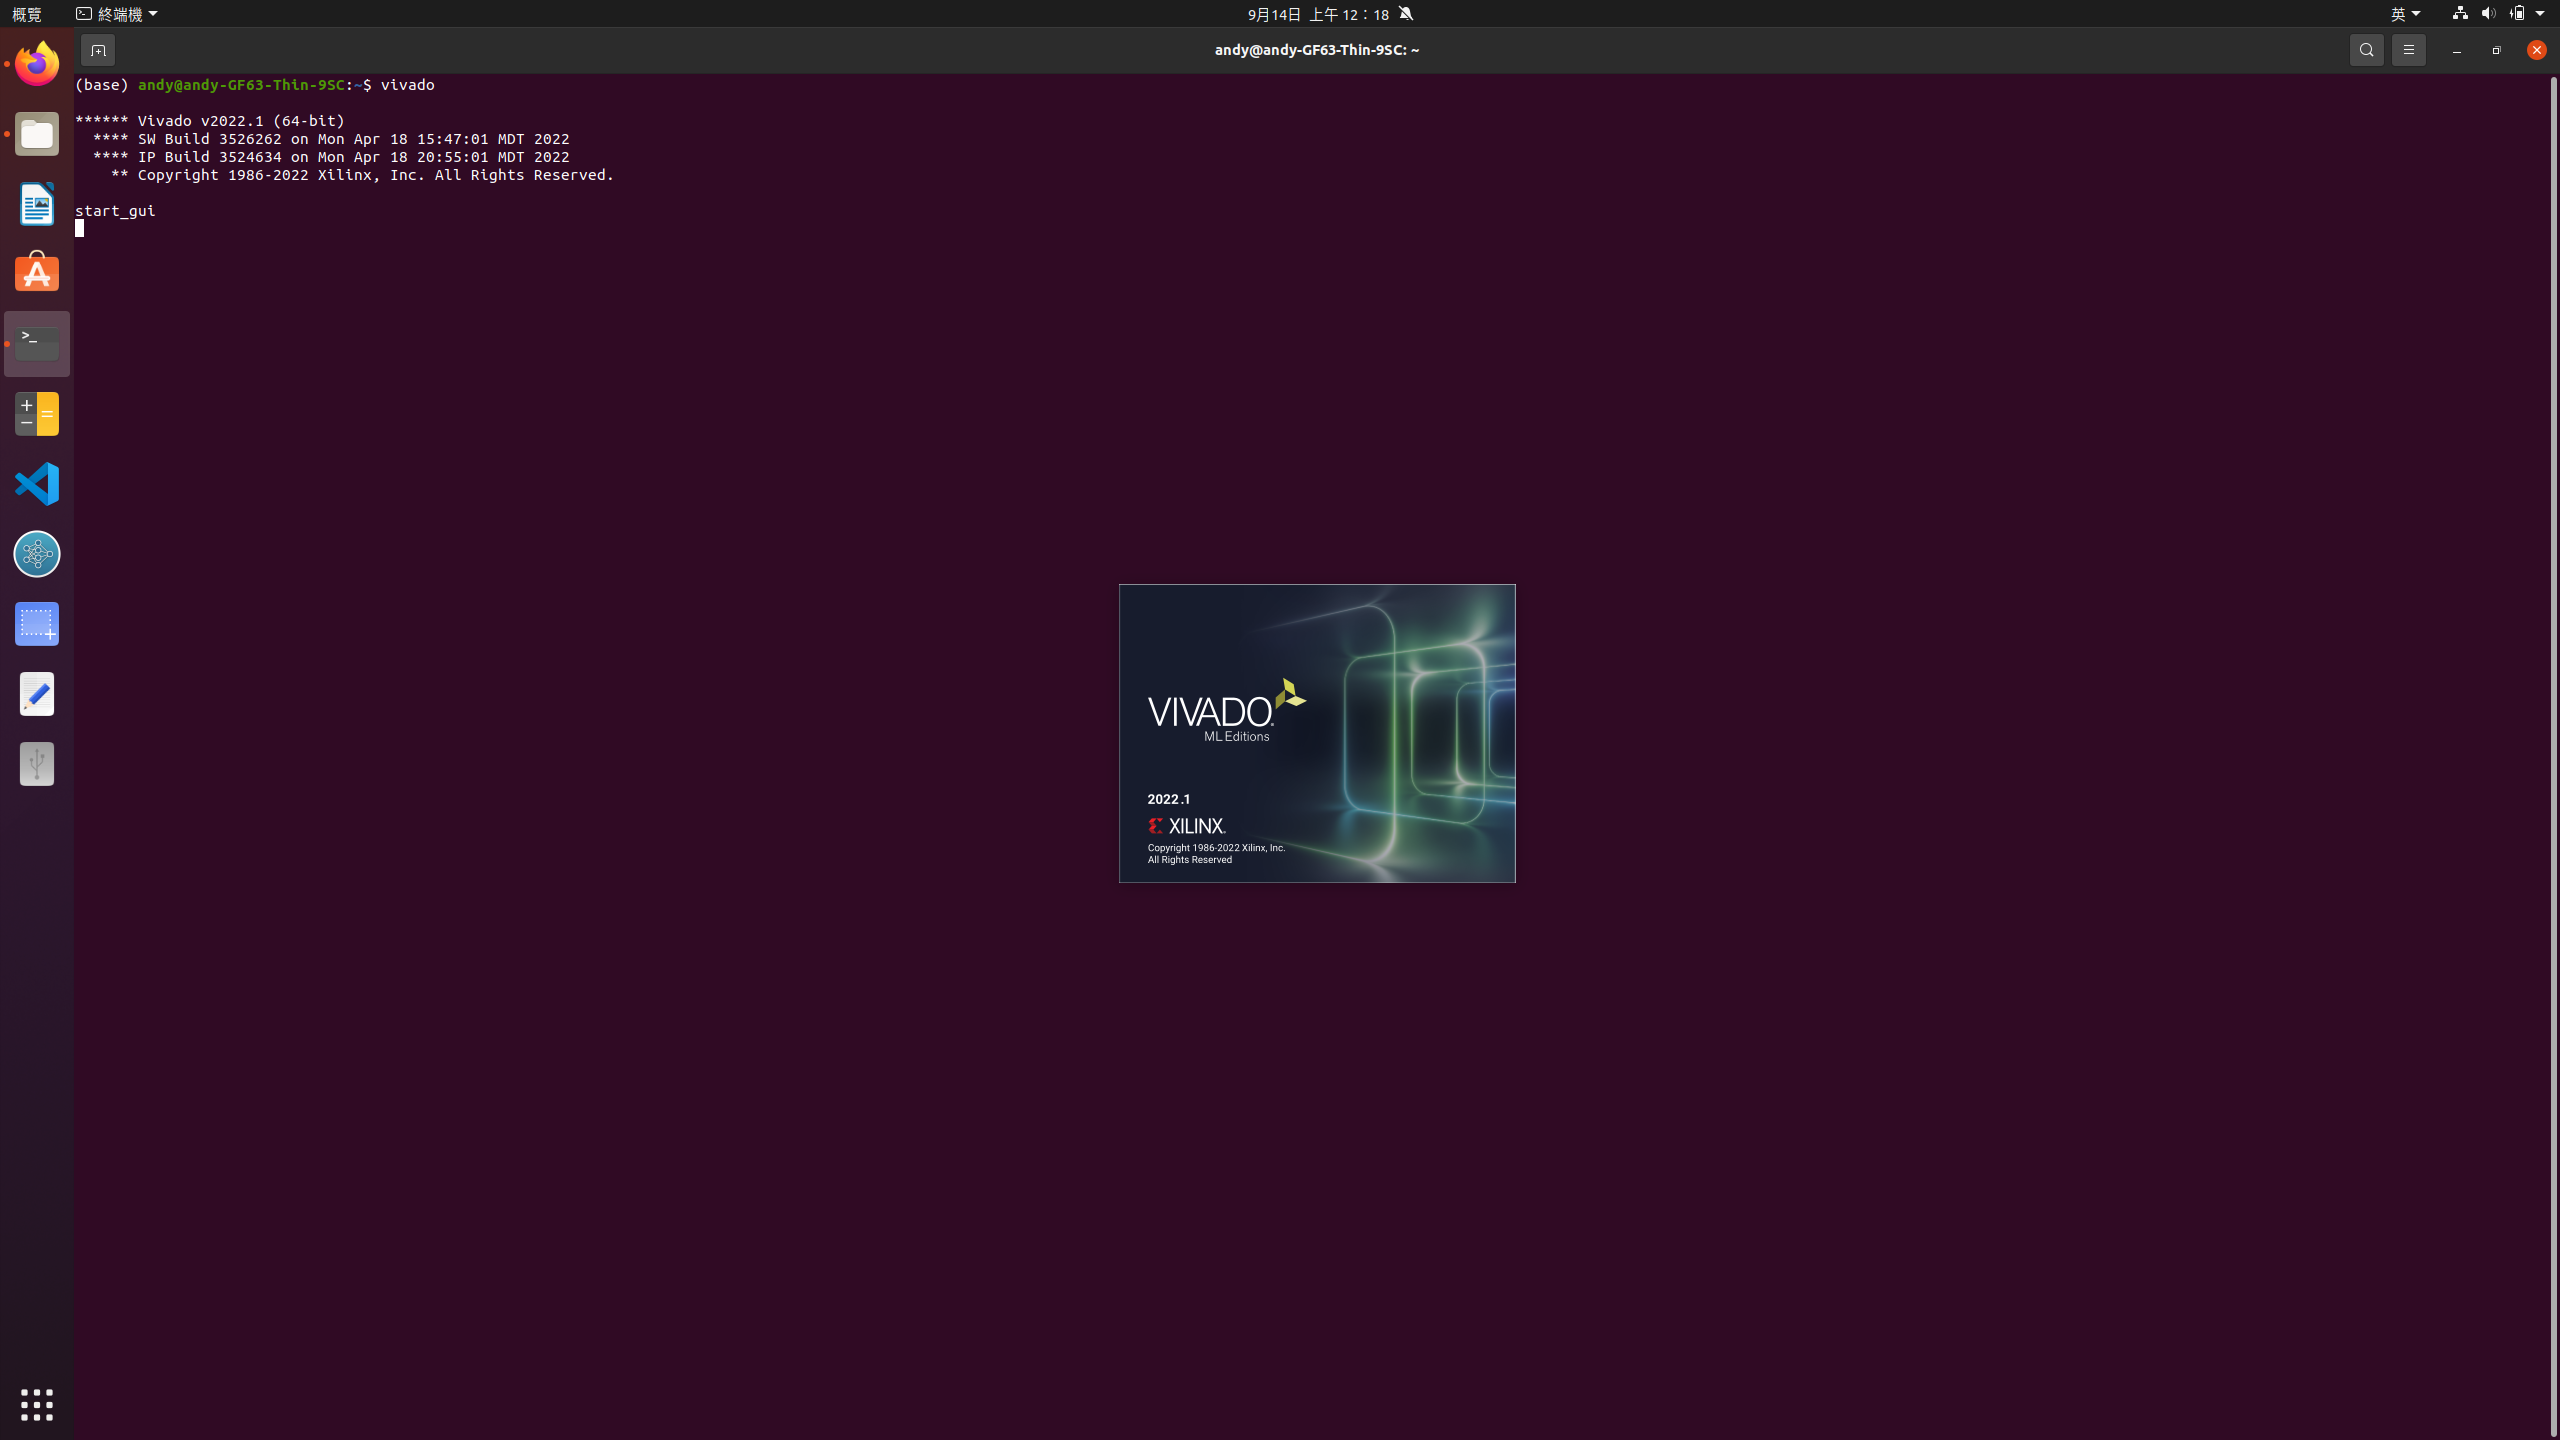 概覽
終端機
9月14日 上午 12：18
英
andy@andy-GF63-Thin-9SC: ~
(base) andy@andy-GF63-Thin-9SC:~$ vivado
****** Vivado v2022.1 (64-bit)
**** SW Build 3526262 on Mon Apr 18 15:47:01 MDT 2022
**** IP Build 3524634 on Mon Apr 18 20:55:01 MDT 2022
** Copyright 1986-2022 Xilinx, Inc. All Rights Reserved.
start_gui
VIVADO
ML Editions
2022.1
XILINX
Copyright 1986-2022 Xilinx, Inc.
All Rights Reserved